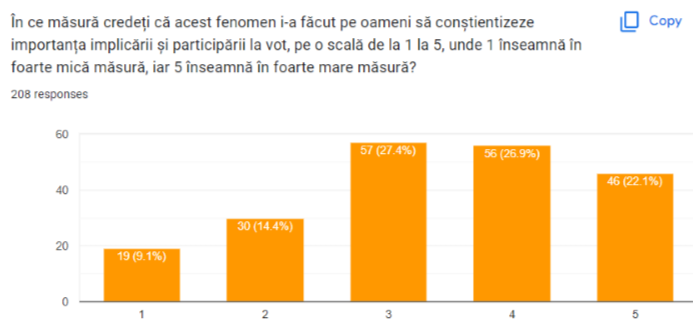 În ce măsură credeți că acest fenomen i-a făcut pe oameni să conștientizeze
Copy
importanța implicării și participării la vot, pe o scală de la 1 la 5, unde 1 înseamnă în
foarte mică măsură, iar 5 înseamnă în foarte mare măsură?
208 responses
60
40
20
0
19 (9.1%)
30 (14.4%)
57 (27.4%)
56 (26.9%)
46 (22.1%)
1
2
3
4
5